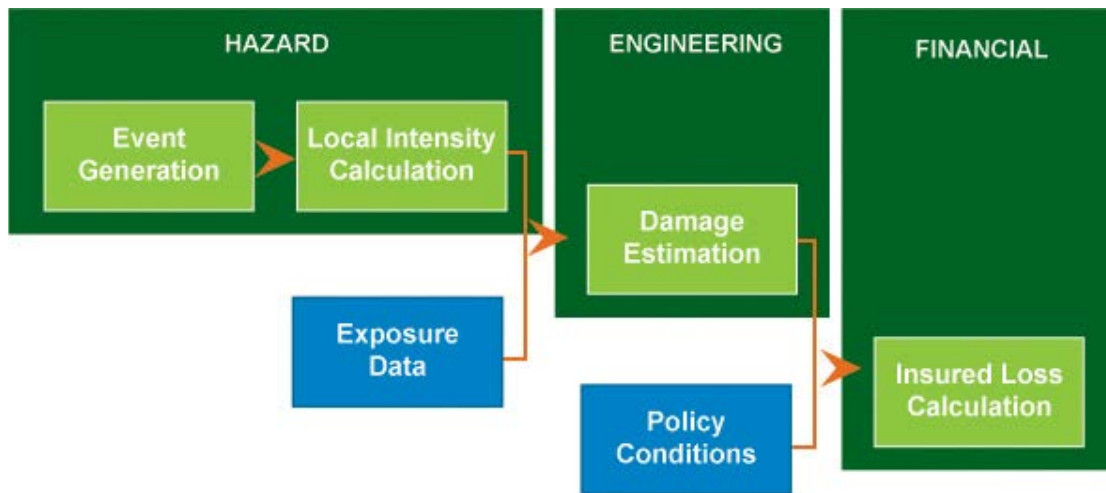 HAZARD
Event
Generation
Local Intensity
Calculation
Exposure
Data
ENGINEERING
Damage
Estimation
Policy
Conditions
FINANCIAL
Insured Loss
Calculation